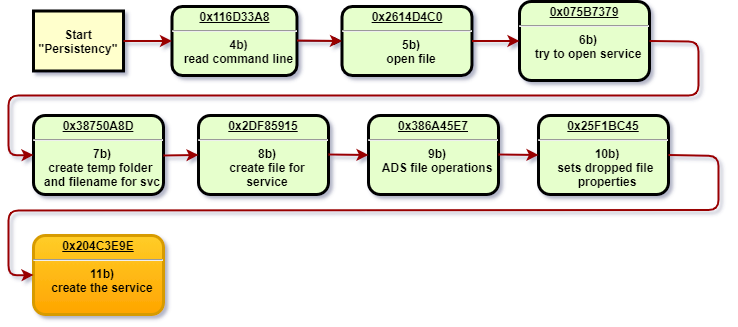 Start
"Persistency"
0x116D33A8
4b)
read command line
0x2614D4C0
5b)
open file
0x075B7379
6b)
try to open service
0x38750A8D
7b)
create temp folder
and filename for svc
0x2DF85915
8b)
create file for
service
0x386A45E7
9b)
ADS file operations
0x25F1BC45
10b)
sets dropped file
properties
0x204C3E9E
11b)
create the service